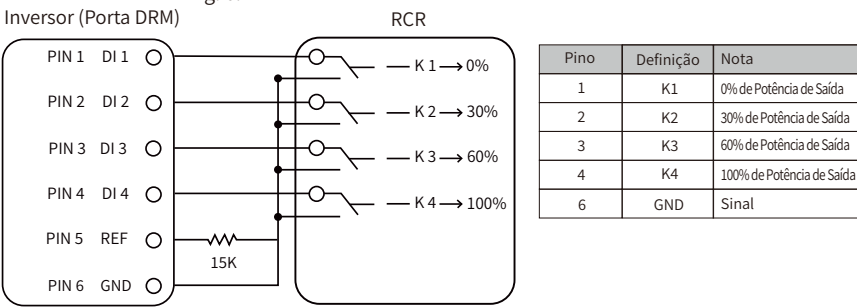 Inversor (Porta DRM)
RCR
PIN 1 DI 1
K 1 → 0%
PIN 2 DI 2
K 2 → 30%
PIN 3 DI 3
K 3 → 60%
PIN 4 DI 4
K 4 → 100%
PIN 5 REF
15K
PIN 6 GND
Pino Definição Nota
1 K1 0% de Potência de Saída
2 K2 30% de Potência de Saída
3 K3 60% de Potência de Saída
4 K4 100% de Potência de Saída
6 GND Sinal